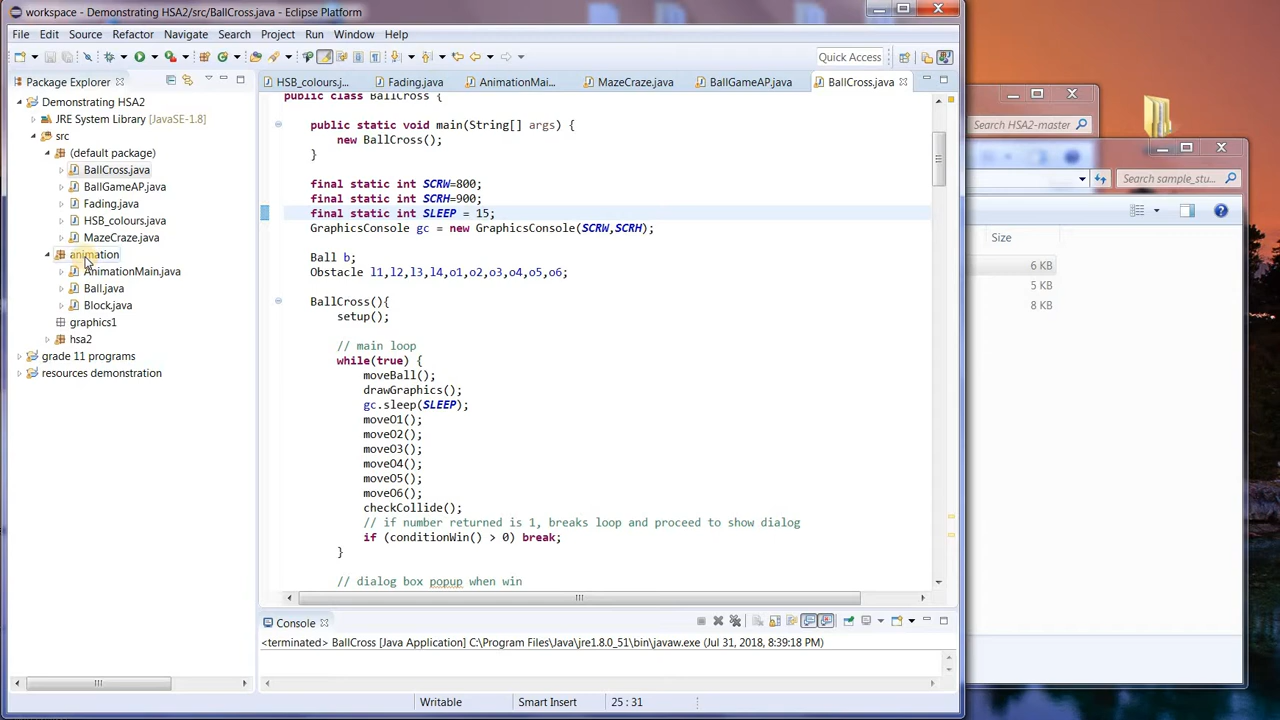 workspace - Demonstrating HSA2/src/BallCross.java - Eclipse Platform
File Edit Source Refactor Navigate Search Project Run Window Help
Quick Access
Package Explorer
HSB_colours.j...
Fading.java
AnimationMai...
MazeCraze.java
BallGameAP.java
BallCross.java
Demonstrating HSA2
JRE System Library [JavaSE-1.8]
src
(default package)
BallCross.java
BallGameAP.java
Fading.java
HSB_colours.java
MazeCraze.java
animation
AnimationMain.java
Ball.java
Block.java
graphics1
hsa2
grade 11 programs
resources demonstration
public class BallCross {
public static void main(String[] args) {
new BallCross();
}
final static int SCRW=800;
final static int SCRH=900;
final static int SLEEP = 15;
GraphicsConsole gc = new GraphicsConsole(SCRW,SCRH);
Ball b;
Obstacle l1,l2,l3,l4,o1,o2,o3,o4,o5,o6;
BallCross(){
setup();
// main loop
while(true) {
moveBall();
drawGraphics();
gc.sleep(SLEEP);
moveO1();
moveO2();
moveO3();
moveO4();
moveO5();
moveO6();
checkCollide();
// if number returned is 1, breaks loop and proceed to show dialog
if (conditionWin() > 0) break;
}
// dialog box popup when win
Console
<terminated> BallCross [Java Application] C:\Program Files\Java\jre1.8.0_51\bin\javaw.exe (Jul 31, 2018, 8:39:18 PM)
Writable
Smart Insert
25 : 31
Search HSA2-master
Search sample_stu...
Size
6 KB
5 KB
8 KB